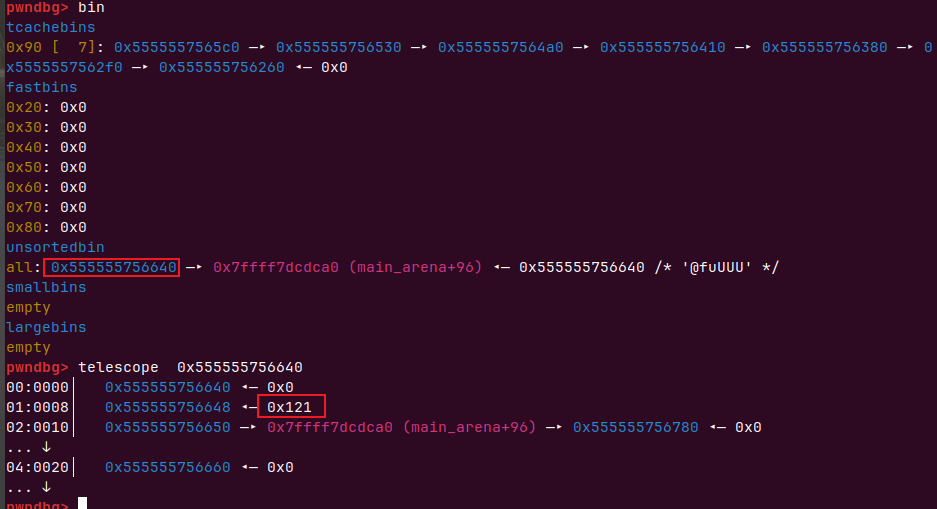 pwndbg> bin
tcachebins
0x90 [  7]: 0x5555557565c0 —▸ 0x555555756530 —▸ 0x5555557564a0 —▸ 0x555555756410 —▸ 0x555555756380 —▸ 0
x5555557562f0 —▸ 0x555555756260 ◂— 0x0
fastbins
0x20: 0x0
0x30: 0x0
0x40: 0x0
0x50: 0x0
0x60: 0x0
0x70: 0x0
0x80: 0x0
unsortedbin
all: 0x555555756640 —▸ 0x7ffff7dcdca0 (main_arena+96) ◂— 0x555555756640 /* '@fuUUU' */
smallbins
empty
largebins
empty
pwndbg> telescope  0x555555756640
00:0000│   0x555555756640 ◂— 0x0
01:0008│   0x555555756648 ◂— 0x121
02:0010│   0x555555756650 —▸ 0x7ffff7dcdca0 (main_arena+96) —▸ 0x555555756780 ◂— 0x0
... ↓
04:0020│   0x555555756660 ◂— 0x0
... ↓
pwndbg>